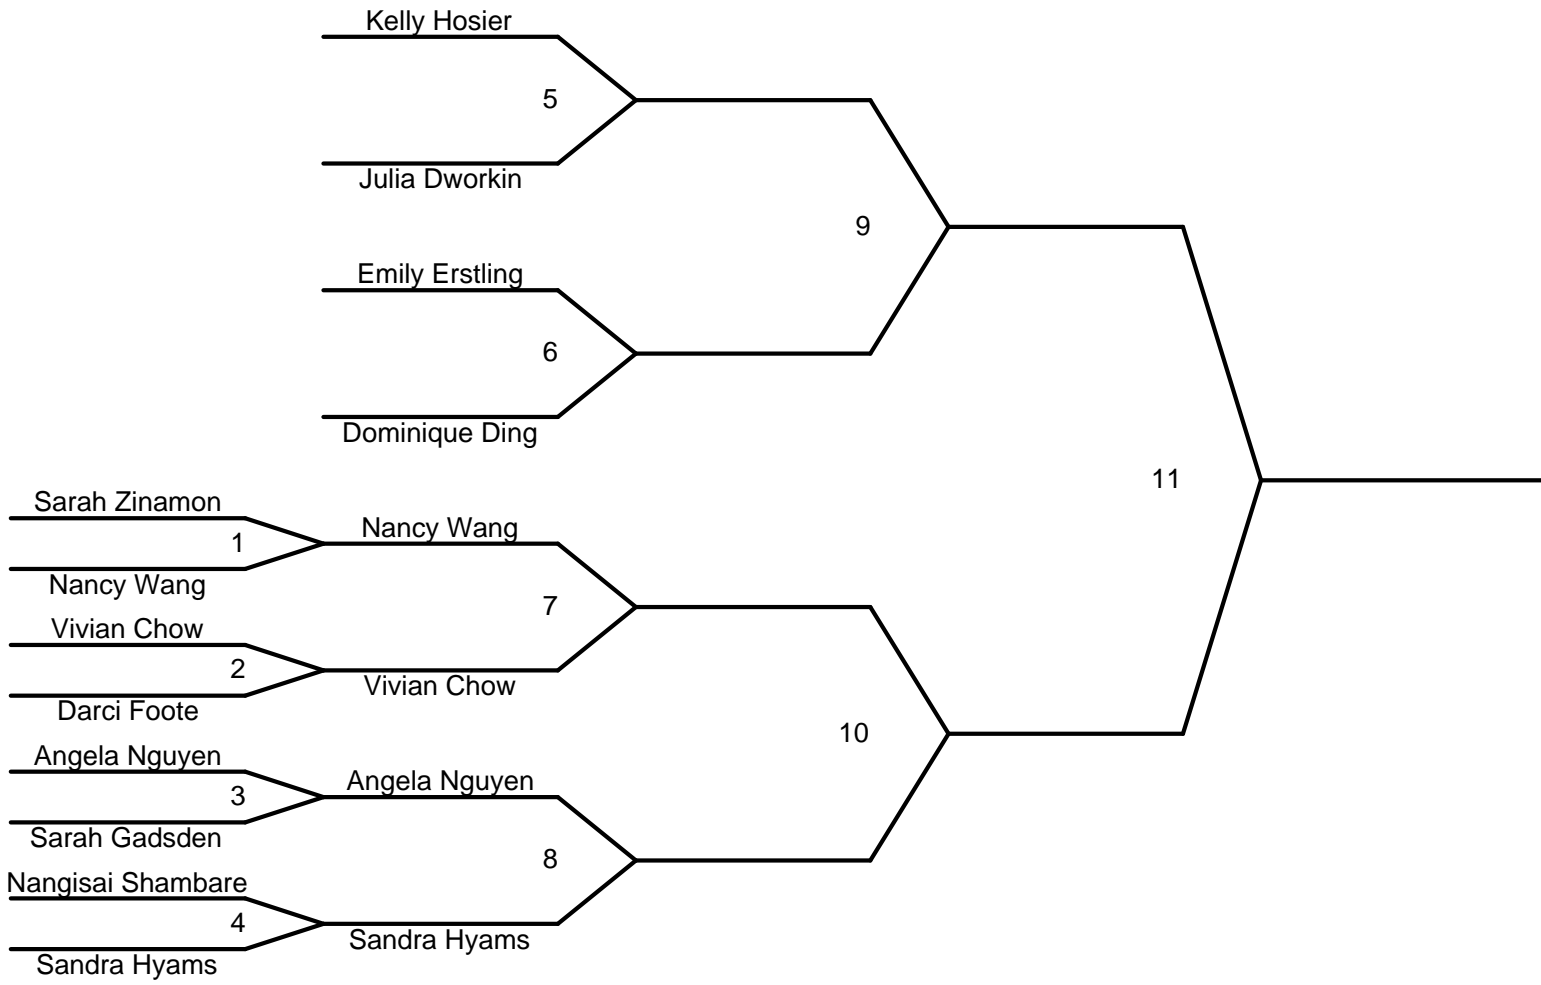 Kelly Hosier
5
Julia Dworkin
9
Emily Erstling
6
Dominique Ding
11
Sarah Zinamon
1
Nancy Wang
Nancy Wang
7
Vivian Chow
2
Darci Foote
Vivian Chow
10
Angela Nguyen
3
Sarah Gadsden
Angela Nguyen
8
Nangisai Shambare
4
Sandra Hyams
Sandra Hyams